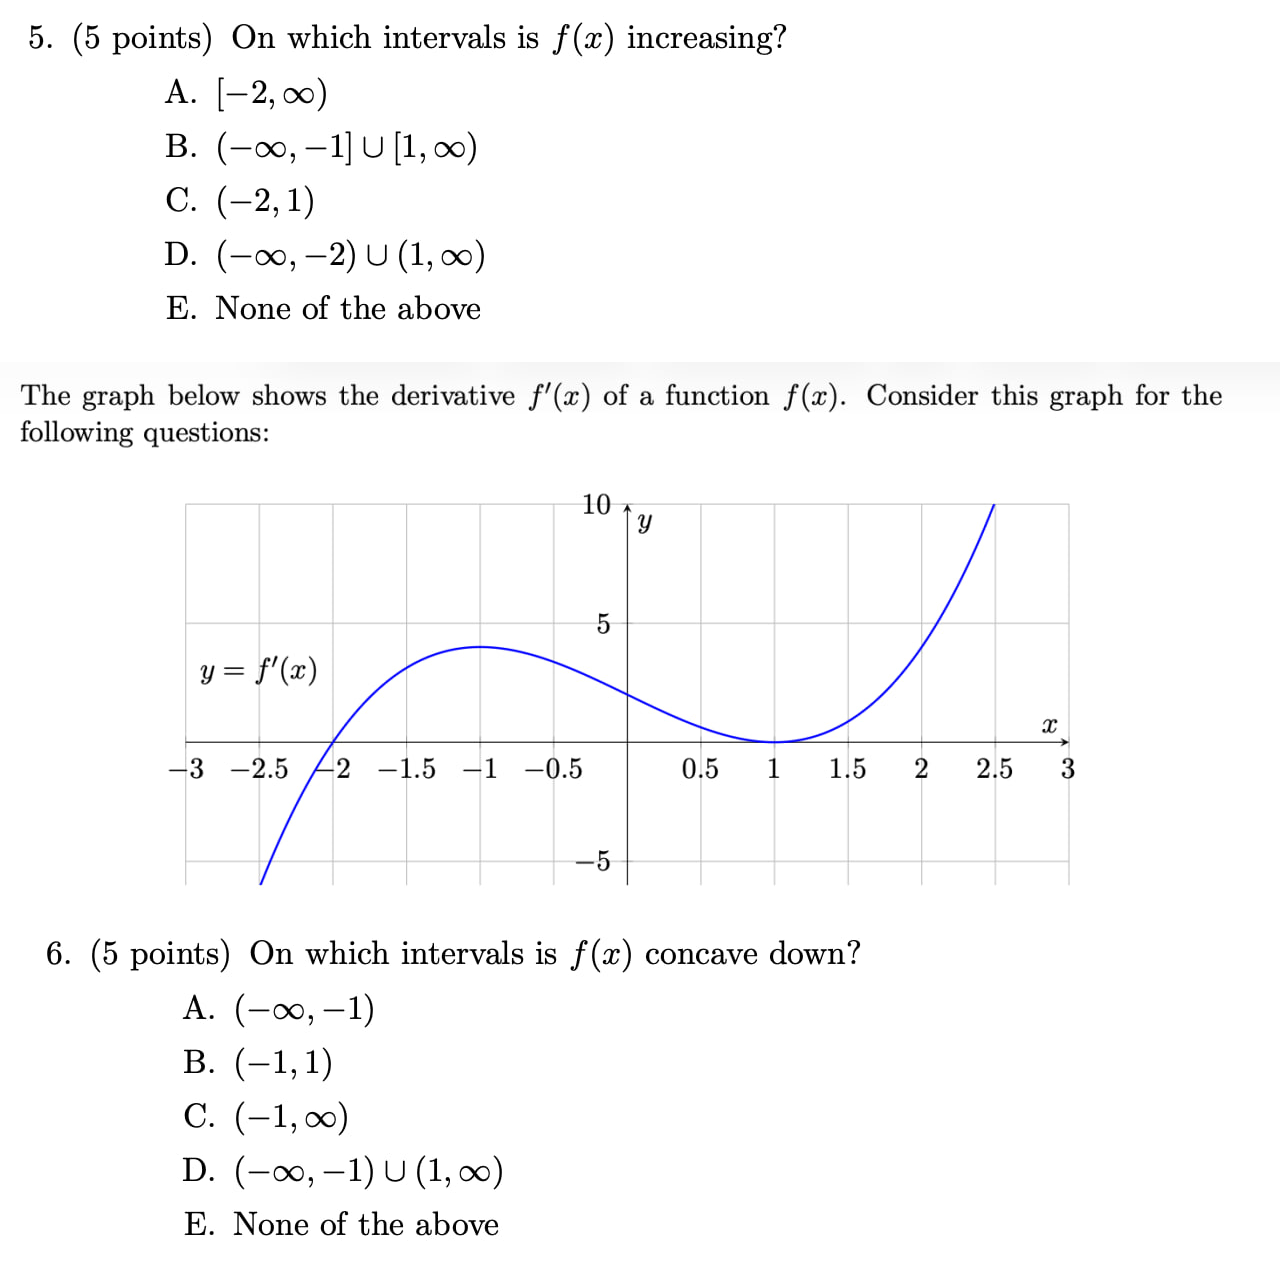 5. (5 points) On which intervals is f(x) increasing?
A. [−2, ∞)
B. (−∞, −1] ∪ [1, ∞)
C. (−2, 1)
D. (−∞, −2) ∪ (1, ∞)
E. None of the above
The graph below shows the derivative f′(x) of a function f(x). Consider this graph for the
following questions:
10
y
5
y = f′(x)
x
−3 −2.5 −2 −1.5 −1 −0.5 0.5 1 1.5 2 2.5 3
−5
6. (5 points) On which intervals is f(x) concave down?
A. (−∞, −1)
B. (−1, 1)
C. (−1, ∞)
D. (−∞, −1) ∪ (1, ∞)
E. None of the above